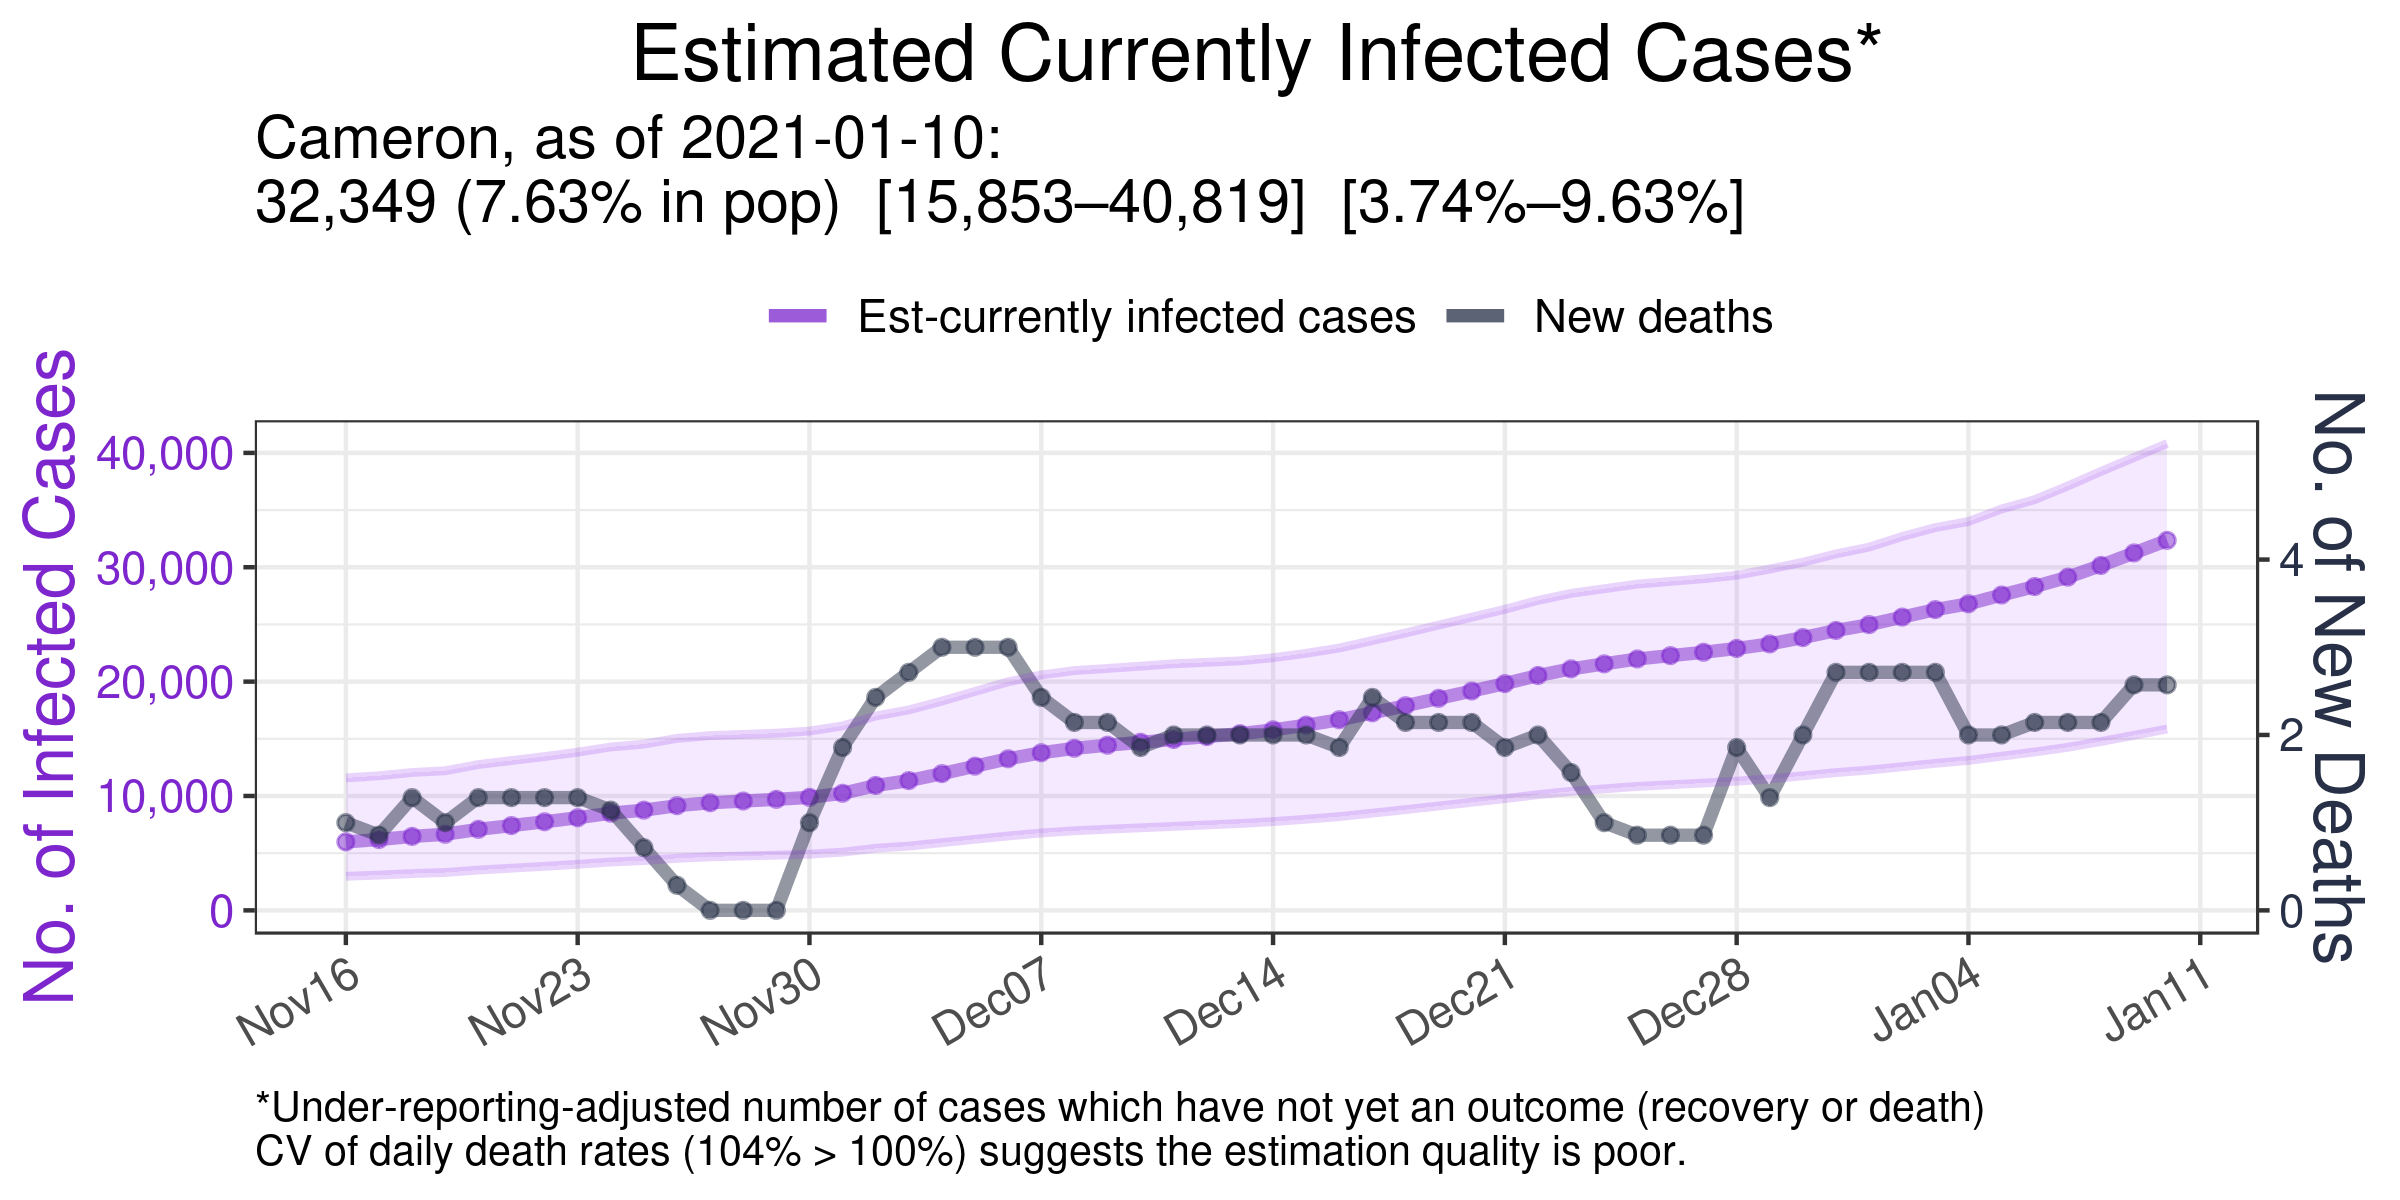 Estimated Currently Infected Cases*
Cameron, as of 2021-01-10:
32,349 (7.63% in pop)  [15,853–40,819]  [3.74%–9.63%]
Est-currently infected cases
New deaths
No. of Infected Cases
40,000
30,000
20,000
10,000
0
No. of New Deaths
4
2
0
Nov16
Nov23
Nov30
Dec07
Dec14
Dec21
Dec28
Jan04
Jan11
*Under-reporting-adjusted number of cases which have not yet an outcome (recovery or death)
CV of daily death rates (104% > 100%) suggests the estimation quality is poor.